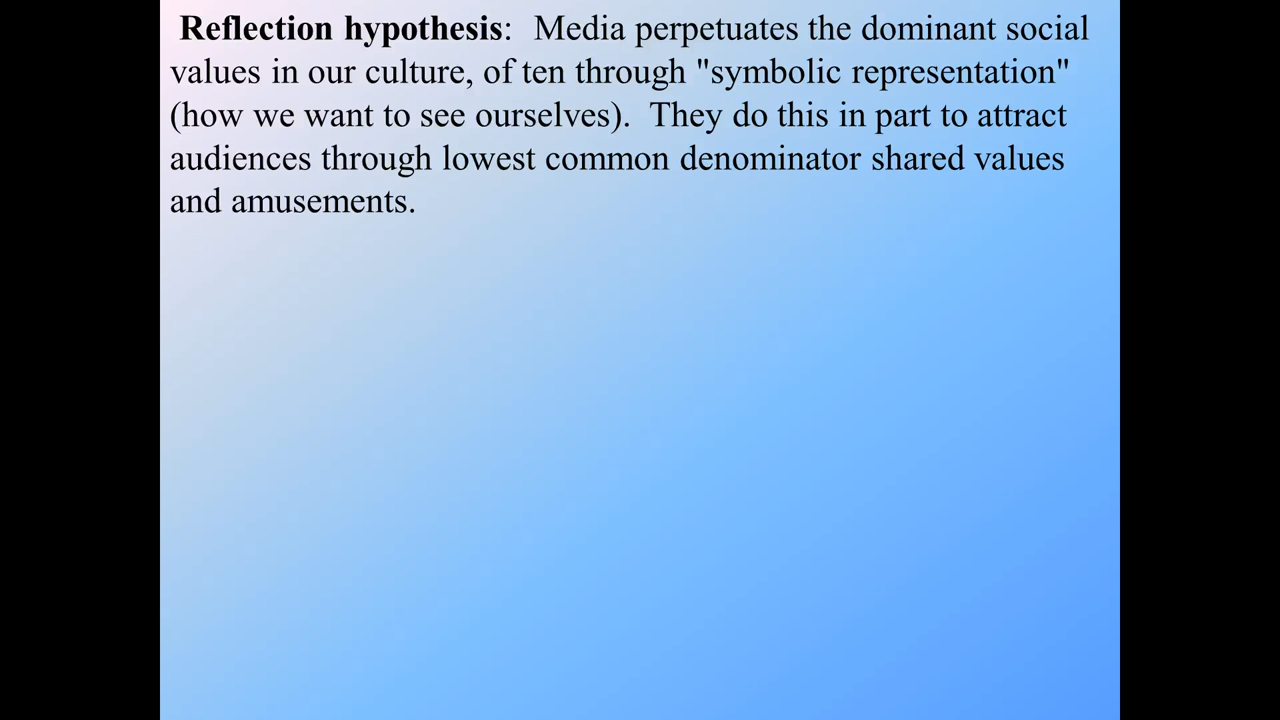 Reflection hypothesis:  Media perpetuates the dominant social
values in our culture, of ten through "symbolic representation"
(how we want to see ourselves).  They do this in part to attract
audiences through lowest common denominator shared values
and amusements.